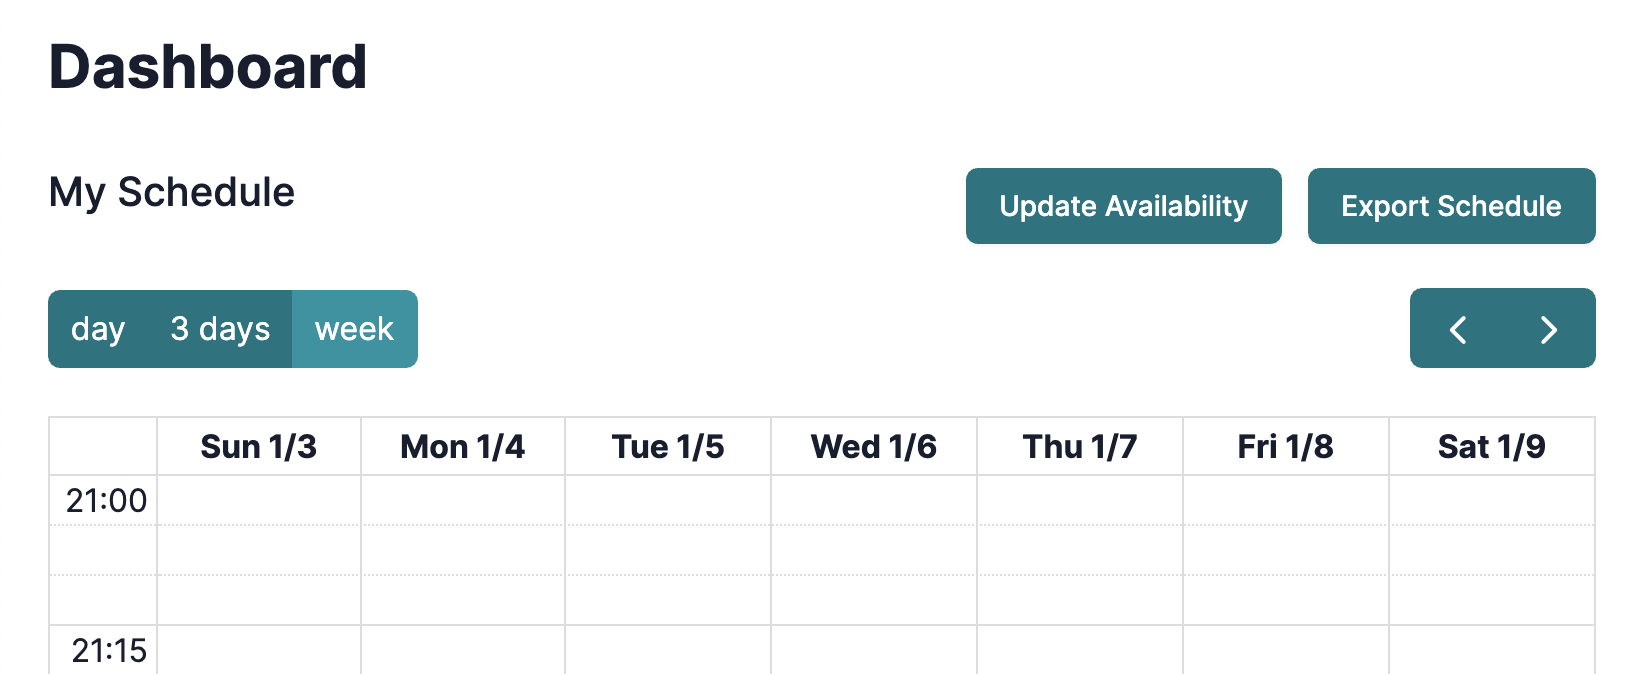 Dashboard
My Schedule
Update Availability
Export Schedule
day 3 days week
Sun 1/3 Mon 1/4 Tue 1/5 Wed 1/6 Thu 1/7 Fri 1/8 Sat 1/9
21:00
21:15